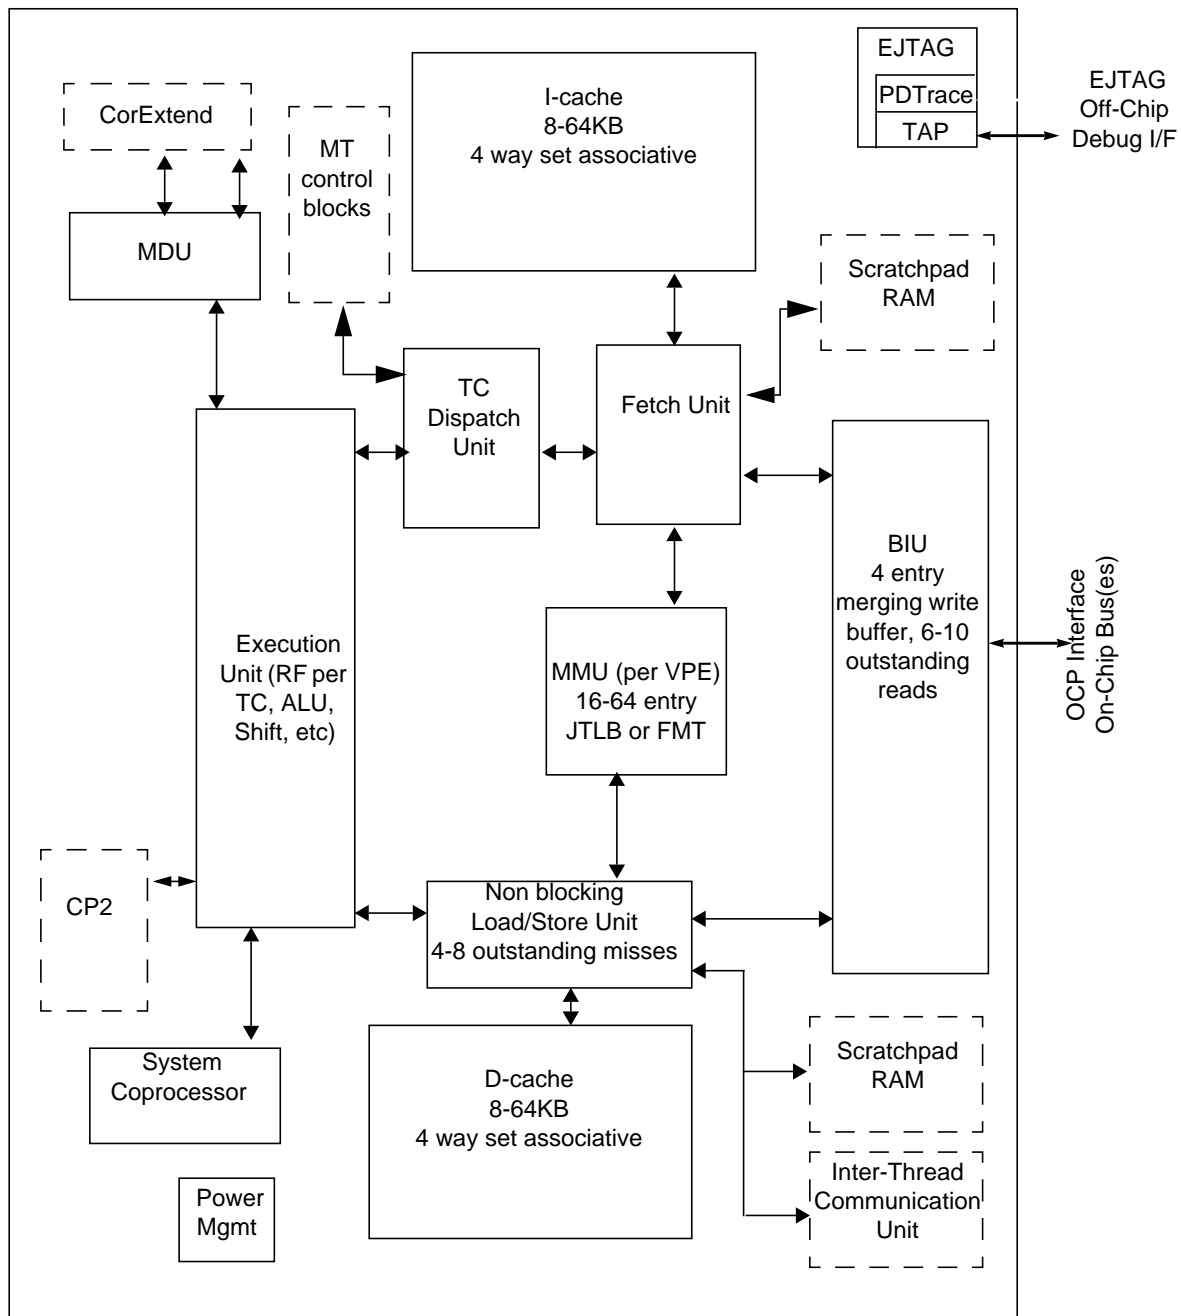 EJTAG
PDTrace
TAP
EJTAG
Off-Chip
Debug I/F
CorExtend
MT
control
blocks
I-cache
8-64KB
4 way set associative
MDU
Scratchpad
RAM
TC
Dispatch
Unit
Fetch Unit
BIU
4 entry
merging write
buffer, 6-10
outstanding
reads
OCP Interface
On-Chip Bus(es)
Execution
Unit (RF per
TC, ALU,
Shift, etc)
MMU (per VPE)
16-64 entry
JTLB or FMT
CP2
Non blocking
Load/Store Unit
4-8 outstanding misses
System
Coprocessor
D-cache
8-64KB
4 way set associative
Scratchpad
RAM
Inter-Thread
Communication
Unit
Power
Mgmt